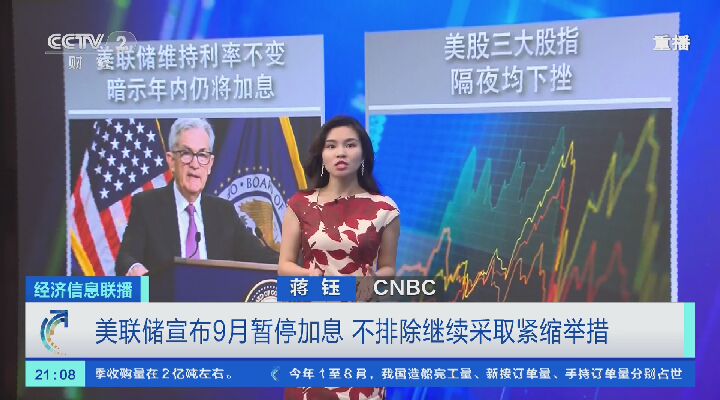 CCTV 2
财经
重播
美联储维持利率不变
暗示年内仍将加息
美股三大股指
隔夜均下挫
经济信息联播
蒋钰 CNBC
美联储宣布9月暂停加息 不排除继续采取紧缩举措
21:08 季收购量在2亿吨左右。 今年1至8月，我国造船完工量、新接订单量、手持订单量分别占世